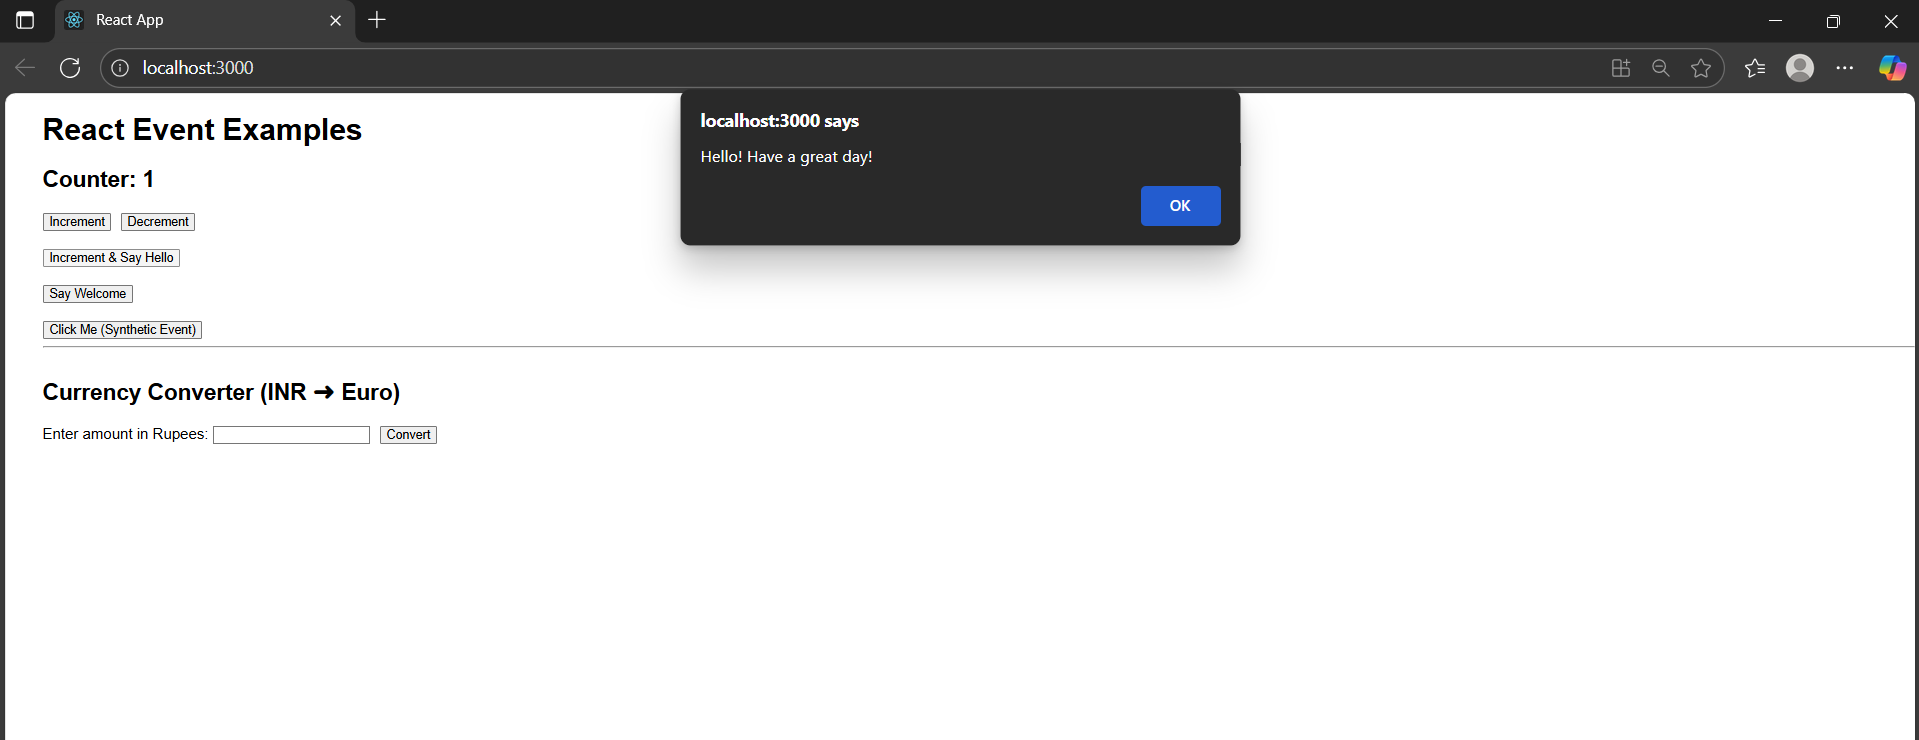 React App
localhost:3000
localhost:3000 says
Hello! Have a great day!
OK
React Event Examples
Counter: 1
Increment Decrement
Increment & Say Hello
Say Welcome
Click Me (Synthetic Event)
Currency Converter (INR ➜ Euro)
Enter amount in Rupees: Convert